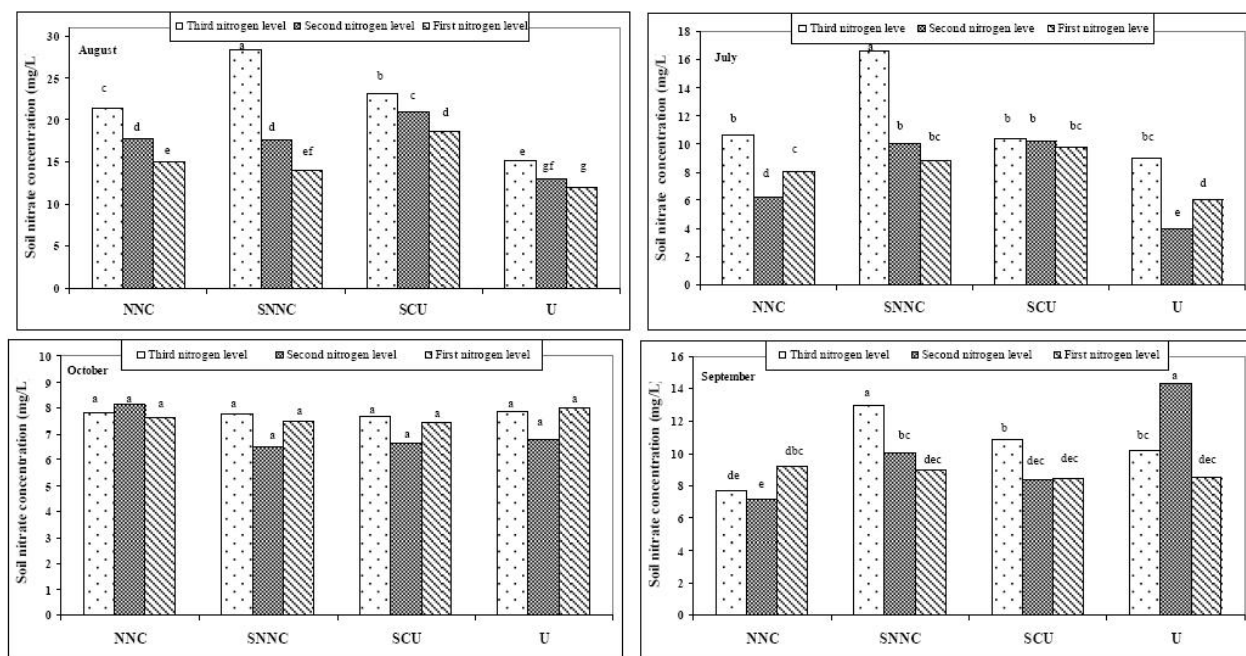 Third nitrogen level Second nitrogen level First nitrogen level
August
Soil nitrate concentration (mg/L)
30
25
20
15
10
5
0
c d e a d ef b c d e gf g
NNC SNNC SCU U
Third nitrogen leve Second nitrogen leve First nitrogen leve
July
Soil nitrate concentration (mg/L)
18
16
14
12
10
8
6
4
2
0
b d c a b bc b b bc bc e d
NNC SNNC SCU U
Third nitrogen level Second nitrogen level First nitrogen level
October
Soil nitrate concentration (mg/L)
10
9
8
7
6
5
4
3
2
1
0
a a a a a a a a a a a a
NNC SNNC SCU U
Third nitrogen level Second nitrogen level First nitrogen level
September
Soil nitrate concentration (mg/L)
16
14
12
10
8
6
4
2
0
de e dbc a bc dec b dec dec bc a dec
NNC SNNC SCU U